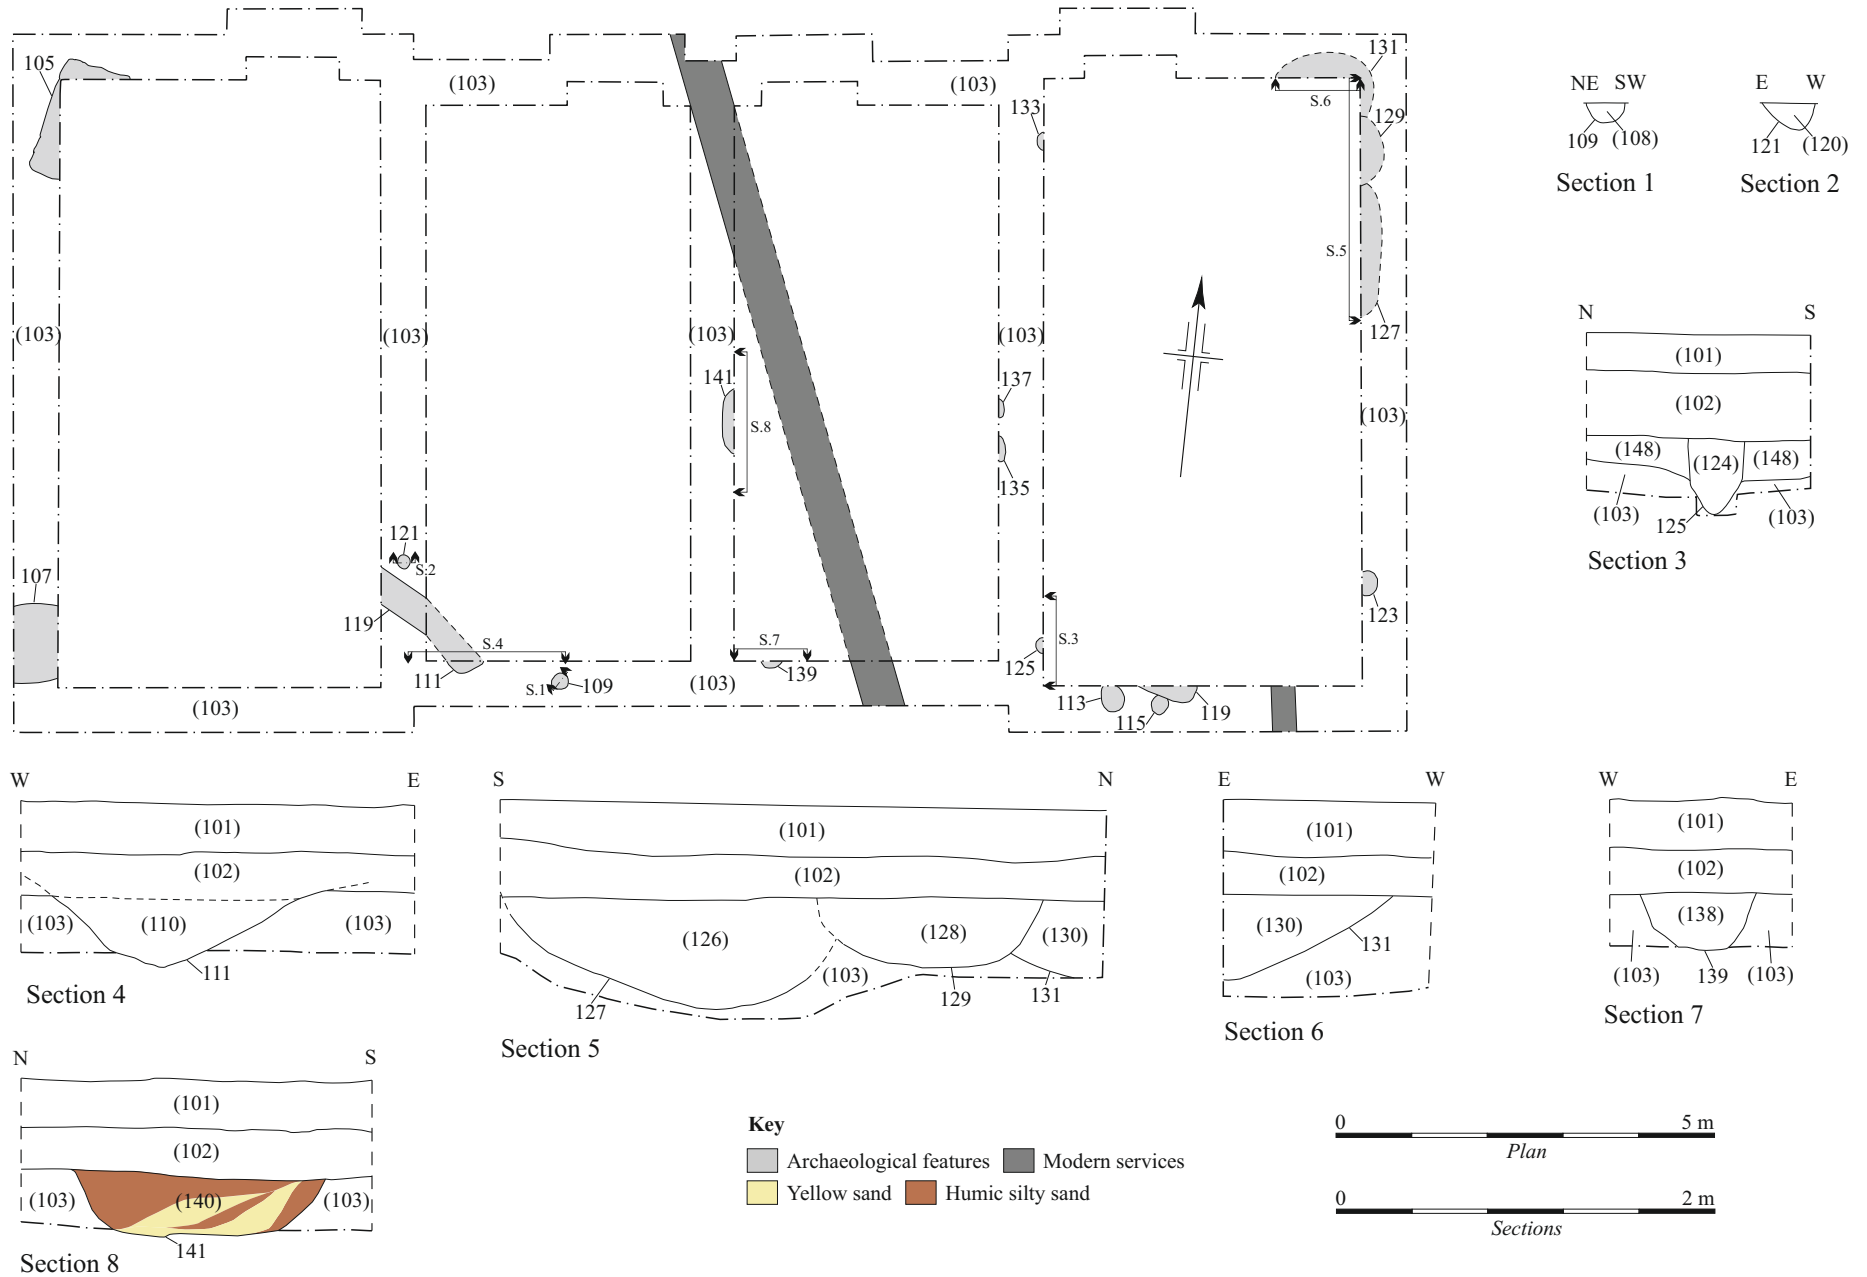 105
(103)
(103)
131
133
S.6
129
NE SW
109 (108)
Section 1
E W
121 (120)
Section 2
(103)
(103)
(103)
(103)
S.5
127
141
137
S.8
135
(103)
121
S.2
107
119
S.4
S.7
111
S.1
109
(103)
139
125
S.3
123
113
115
119
(103)
N S
(101)
(102)
(148)
(124)
(148)
(103)
125
(103)
Section 3
W E
(101)
(102)
(103)
(110)
(103)
111
Section 4
S N
(101)
(102)
(126)
(128)
(130)
(103)
127
129
131
Section 5
E W
(101)
(102)
(130)
131
(103)
Section 6
W E
(101)
(102)
(138)
(103)
139
(103)
Section 7
N S
(101)
(102)
(103)
(140)
(103)
141
Section 8
Key
Archaeological features
Modern services
Yellow sand
Humic silty sand
0 5 m
Plan
0 2 m
Sections